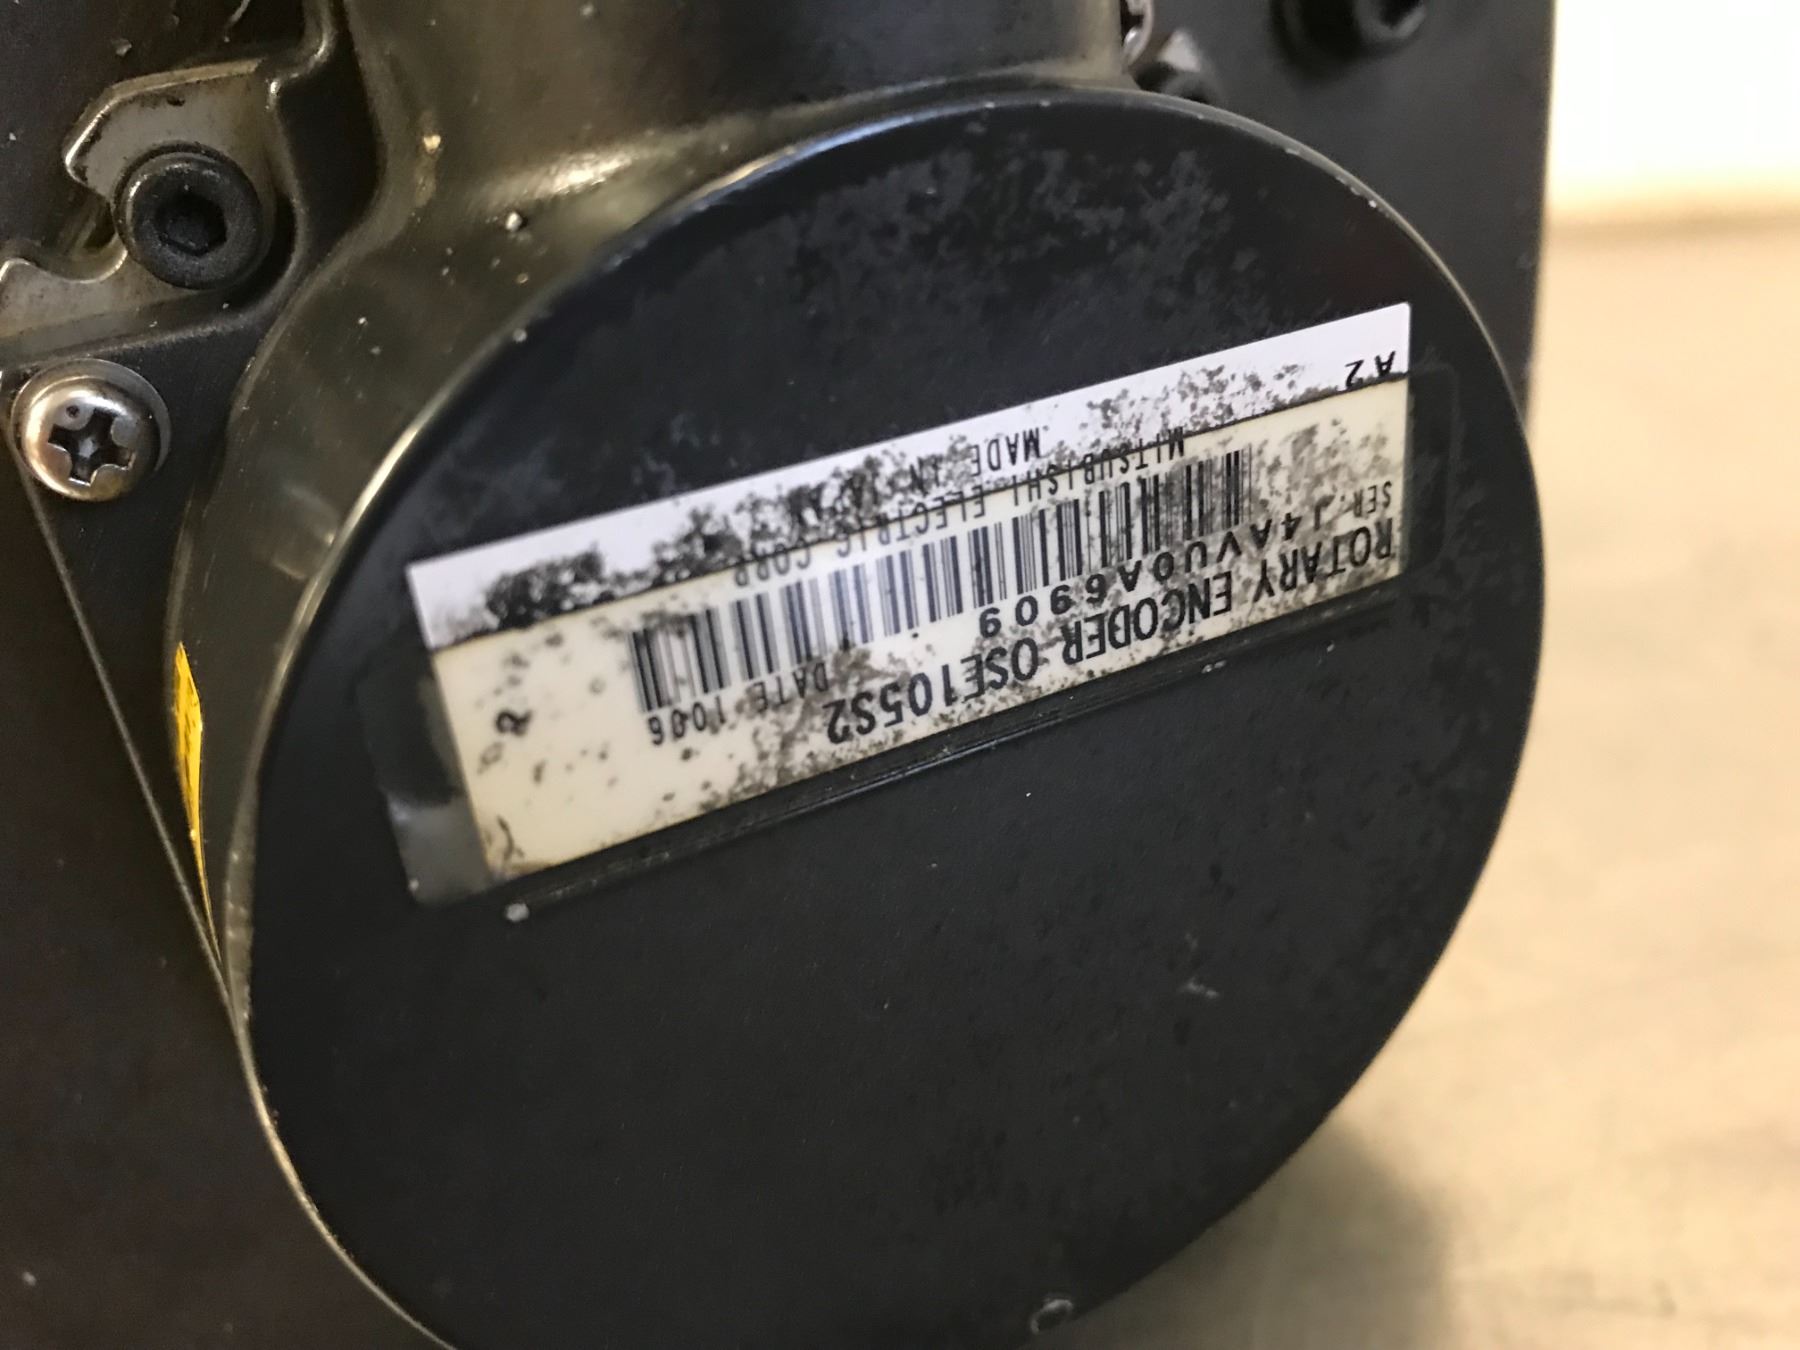 ROTARY ENCODER OSE105S2
SER. J4AVU0A6909
DATE 1006
MITSUBISHI ELECTRIC CORP.
MADE IN JAPAN
A2